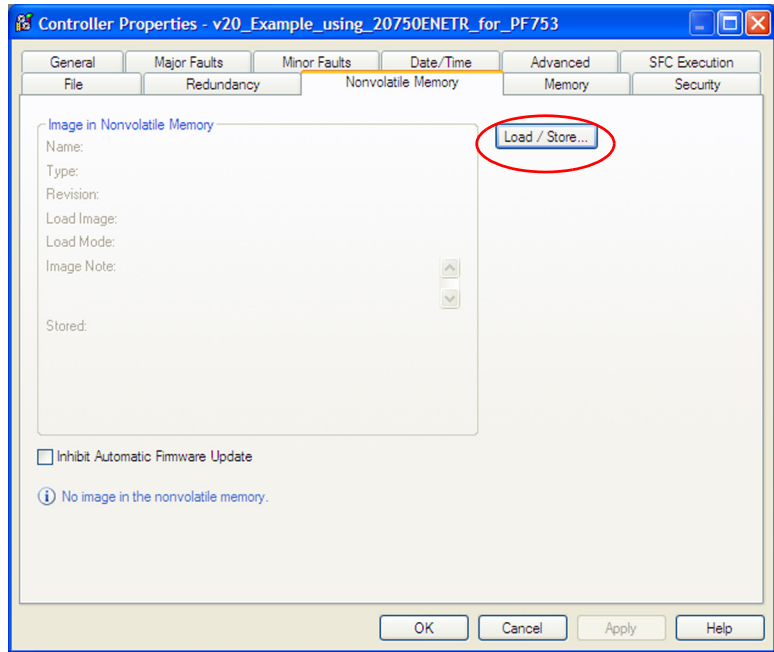 Controller Properties - v20_Example_using_20750ENETR_for_PF753
General Major Faults Minor Faults Date/Time Advanced SFC Execution
File Redundancy Nonvolatile Memory Memory Security
Image in Nonvolatile Memory
Load / Store...
Name:
Type:
Revision:
Load Image:
Load Mode:
Image Note:
Stored:
Inhibit Automatic Firmware Update
No image in the nonvolatile memory.
OK Cancel Apply Help